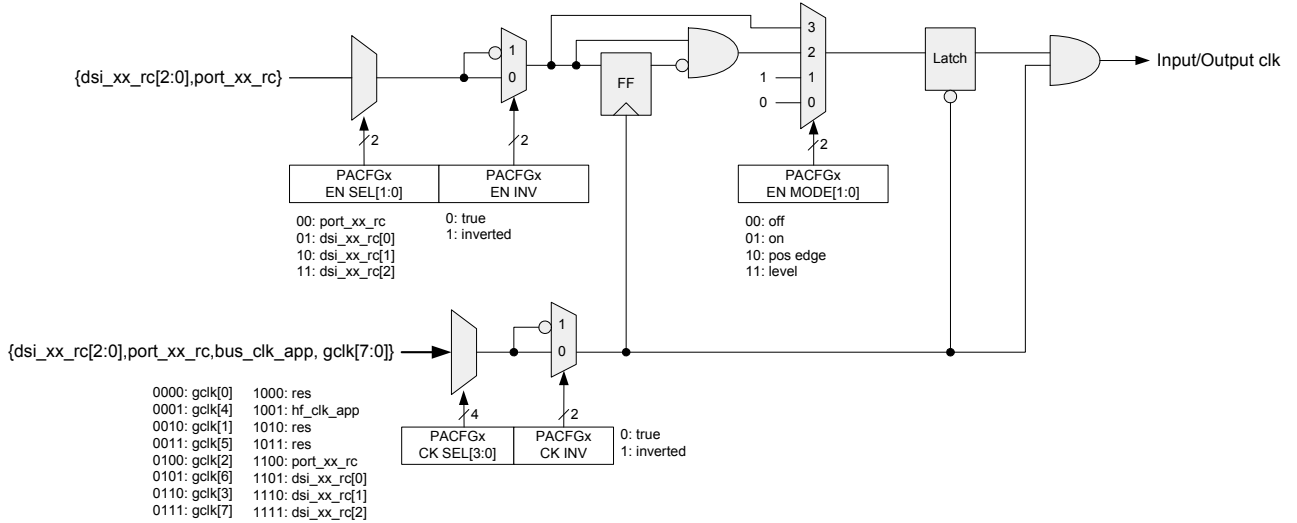 {dsi_xx_rc[2:0],port_xx_rc}
1
0
FF
3
2
1
0
1
0
Latch
Input/Output clk
2
2
2
PACFGx
EN SEL[1:0]
PACFGx
EN INV
PACFGx
EN MODE[1:0]
00: port_xx_rc
01: dsi_xx_rc[0]
10: dsi_xx_rc[1]
11: dsi_xx_rc[2]
0: true
1: inverted
00: off
01: on
10: pos edge
11: level
{dsi_xx_rc[2:0],port_xx_rc,bus_clk_app, gclk[7:0]}
1
0
4
2
PACFGx
CK SEL[3:0]
PACFGx
CK INV
0: true
1: inverted
0000: gclk[0]
0001: gclk[4]
0010: gclk[1]
0011: gclk[5]
0100: gclk[2]
0101: gclk[6]
0110: gclk[3]
0111: gclk[7]
1000: res
1001: hf_clk_app
1010: res
1011: res
1100: port_xx_rc
1101: dsi_xx_rc[0]
1110: dsi_xx_rc[1]
1111: dsi_xx_rc[2]